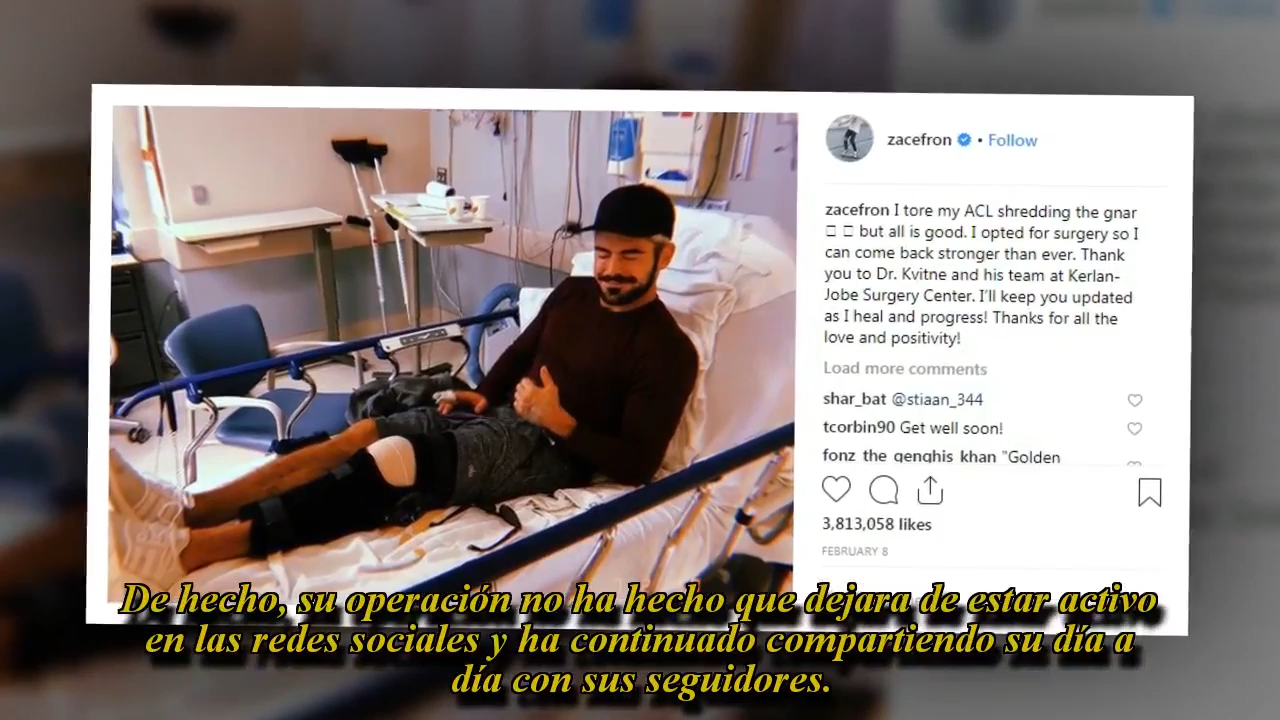 zacefron • Follow
zacefron I tore my ACL shredding the gnar
□ □ but all is good. I opted for surgery so I
can come back stronger than ever. Thank
you to Dr. Kvitne and his team at Kerlan-
Jobe Surgery Center. I'll keep you updated
as I heal and progress! Thanks for all the
love and positivity!
Load more comments
shar_bat @stiaan_344
tcorbin90 Get well soon!
fonz_the_genghis_khan "Golden
3,813,058 likes
FEBRUARY 8
De hecho, su operación no ha hecho que dejara de estar activo
en las redes sociales y ha continuado compartiendo su día a
día con sus seguidores.